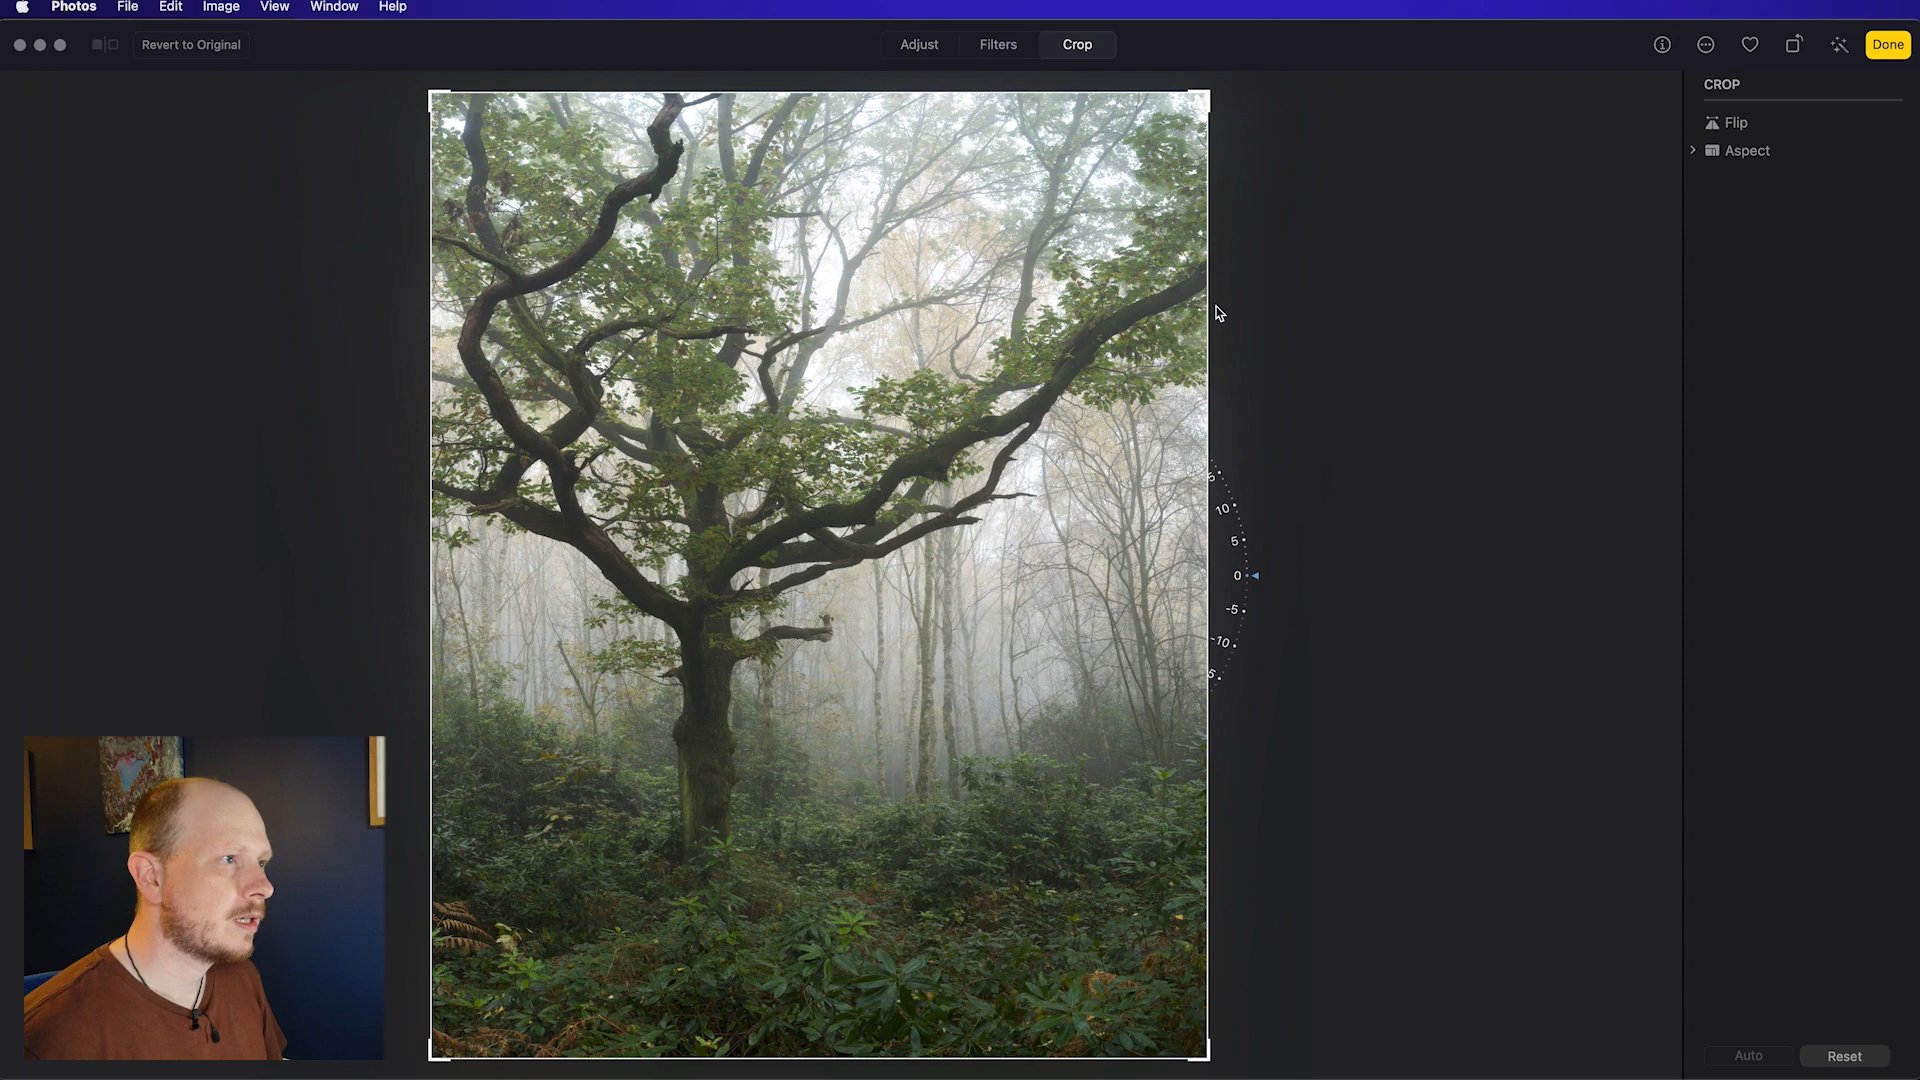 Photos File Edit Image View Window Help
Revert to Original Adjust Filters Crop Done
CROP
Flip
Aspect
10
5
0
-5
-10
Auto Reset